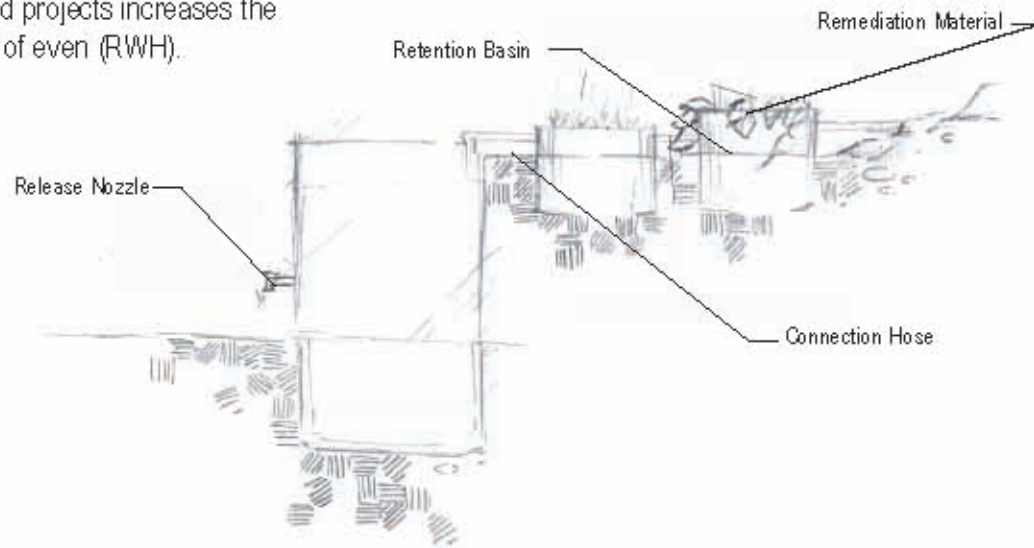 d projects increases the
of even (RWH).
Remediation Material
Retention Basin
Release Nozzle
Connection Hose